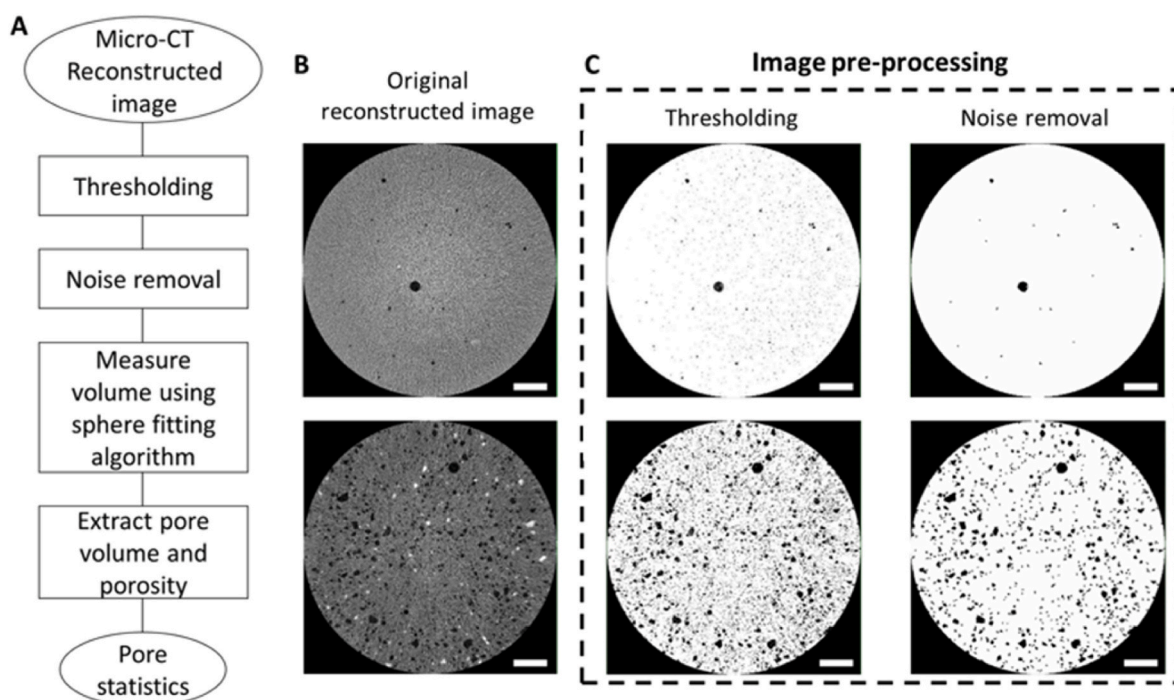 A
Micro-CT
Reconstructed
image
Thresholding
Noise removal
Measure
volume using
sphere fitting
algorithm
Extract pore
volume and
porosity
Pore
statistics
B
Original
reconstructed image
C
Image pre-processing
Thresholding
Noise removal